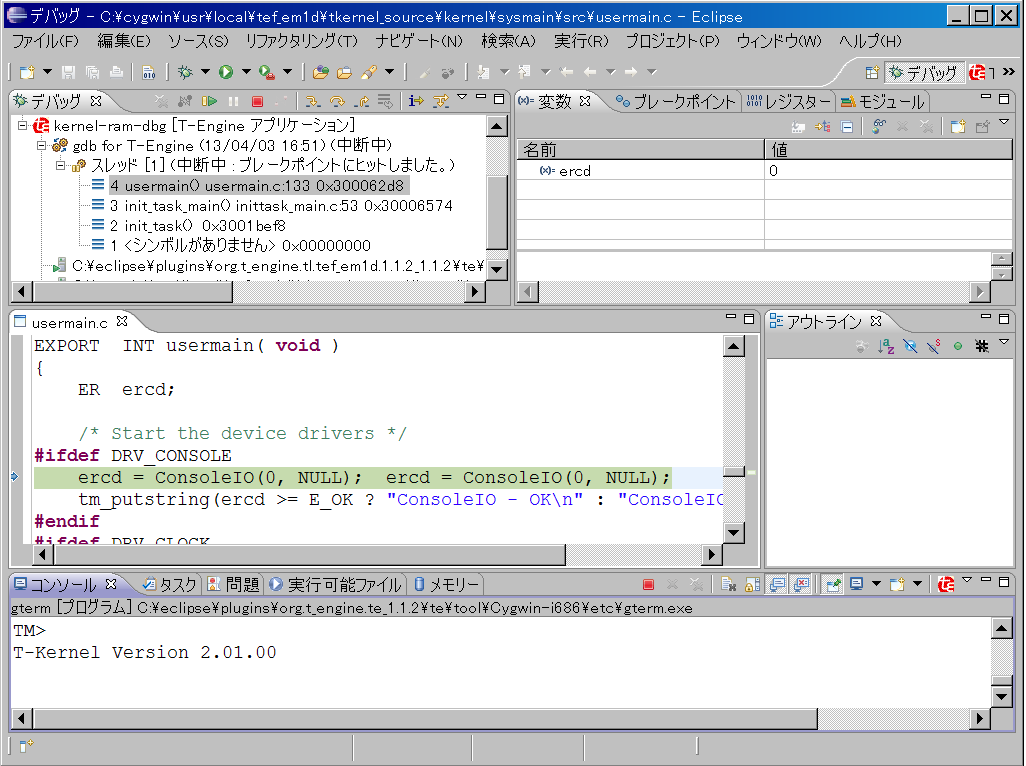 デバッグ - C:¥cygwin¥usr¥local¥tef_em1d¥tkernel_source¥kernel¥sysmain¥src¥usermain.c - Eclipse
ファイル(F) 編集(E) ソース(S) リファクタリング(T) ナビゲート(N) 検索(A) 実行(R) プロジェクト(P) ウィンドウ(W) ヘルプ(H)
デバッグ
デバッグ
kernel-ram-dbg [T-Engine アプリケーション]
gdb for T-Engine (13/04/03 16:51) (中断中)
スレッド [1] (中断中 : ブレークポイントにヒットしました。)
4 usermain() usermain.c:133 0x300062d8
3 init_task_main() inittask_main.c:53 0x30006574
2 init_task() 0x3001bef8
1 <シンボルがありません> 0x00000000
C:¥eclipse¥plugins¥org.t_engine.tl.tef_em1d.1.1.2_1.1.2¥te¥
(x)= 変数 ブレークポイント レジスター モジュール
名前 値
(x)= ercd 0
usermain.c
EXPORT  INT usermain( void )
{
    ER  ercd;
    /* Start the device drivers */
#ifdef DRV_CONSOLE
    ercd = ConsoleIO(0, NULL);  ercd = ConsoleIO(0, NULL);
    tm_putstring(ercd >= E_OK ? "ConsoleIO - OK\n" : "ConsoleIO
#endif
#ifdef DRV_CLOCK
アウトライン
コンソール タスク 問題 実行可能ファイル メモリー
gterm [プログラム] C:¥eclipse¥plugins¥org.t_engine.te_1.1.2¥te¥tool¥Cygwin-i686¥etc¥gterm.exe
TM>
T-Kernel Version 2.01.00